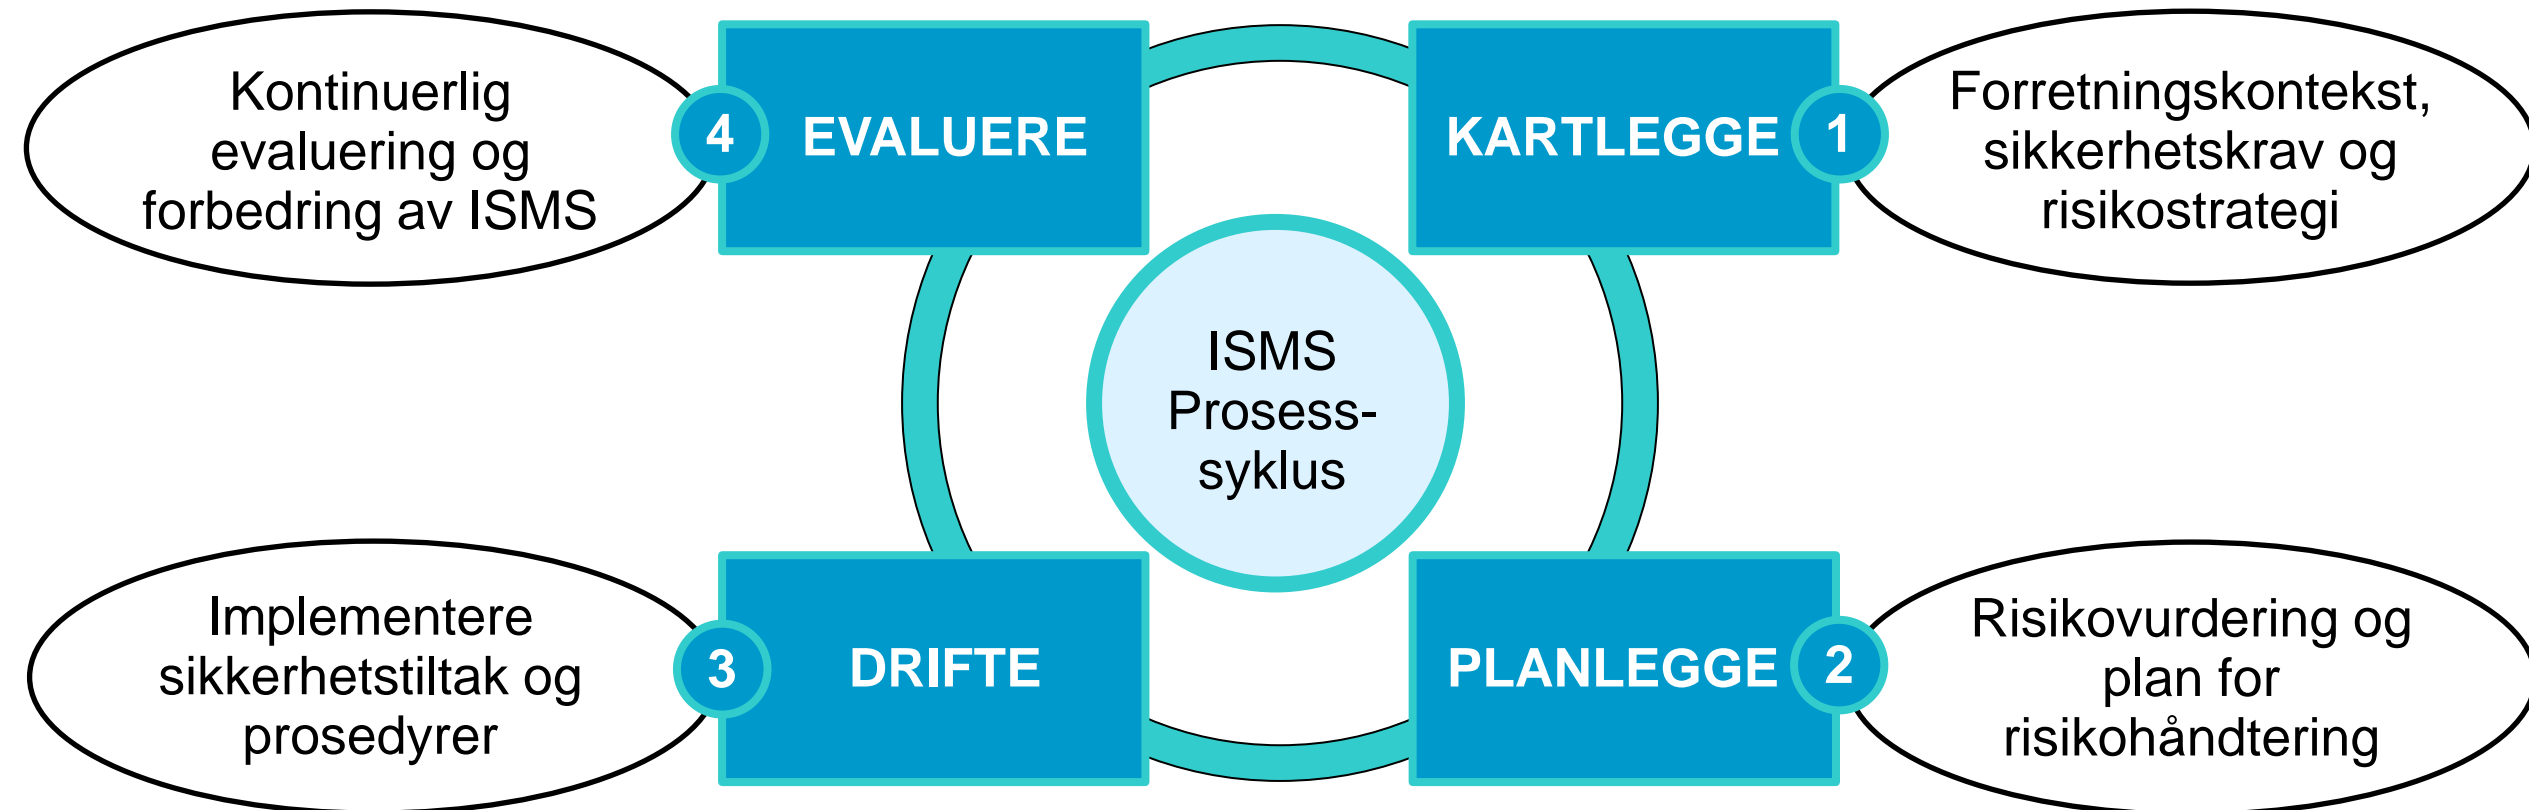 Kontinuerlig
evaluering og
forbedring av ISMS
4
EVALUERE
KARTLEGGE
1
Forretningskontekst,
sikkerhetskrav og
risikostrategi
ISMS
Prosess-
syklus
Implementere
sikkerhetstiltak og
prosedyrer
3
DRIFTE
PLANLEGGE
2
Risikovurdering og
plan for
risikohåndtering